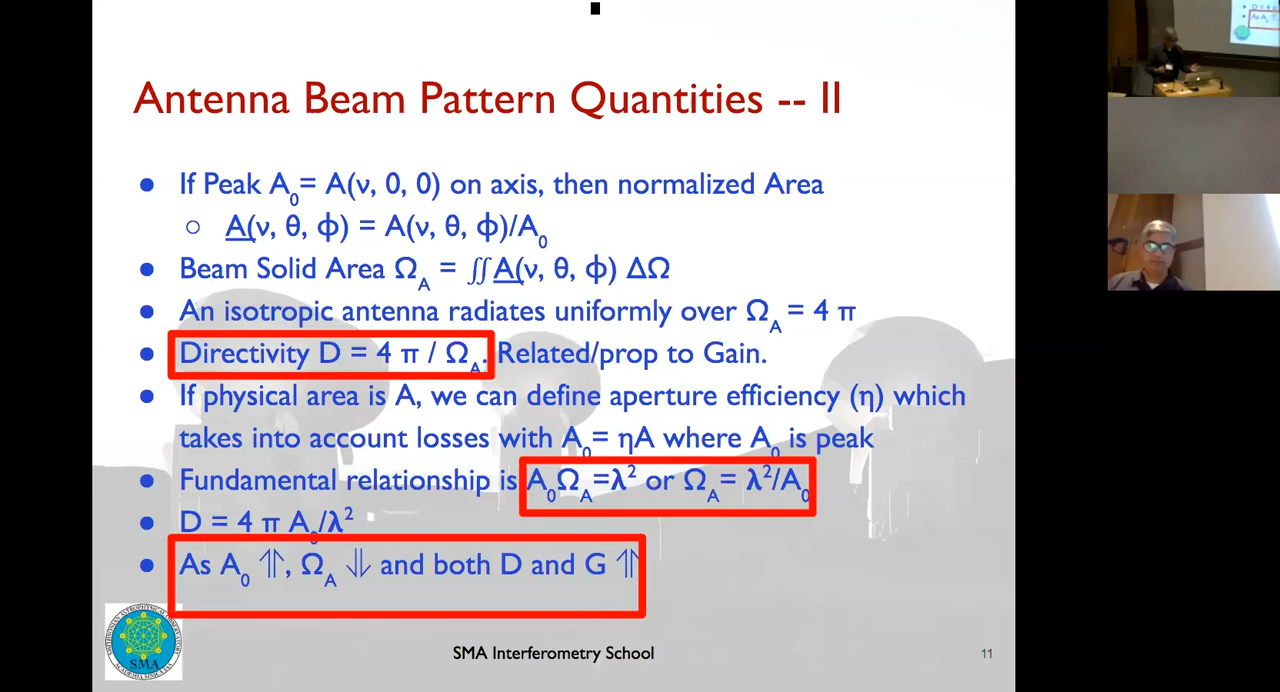 Antenna Beam Pattern Quantities -- II
● If Peak A₀= A(ν, 0, 0) on axis, then normalized Area
○ A(ν, θ, ϕ) = A(ν, θ, ϕ)/A₀
● Beam Solid Area Ω_A = ∬A(ν, θ, ϕ) ΔΩ
● An isotropic antenna radiates uniformly over Ω_A = 4 π
● Directivity D = 4 π / Ω_A. Related/prop to Gain.
● If physical area is A, we can define aperture efficiency (η) which
takes into account losses with A₀= ηA where A₀ is peak
● Fundamental relationship is A₀Ω_A=λ² or Ω_A= λ²/A₀
● D = 4 π A₀/λ²
● As A₀ ⥣, Ω_A ⥥ and both D and G ⥣
SMA
SMA Interferometry School
11